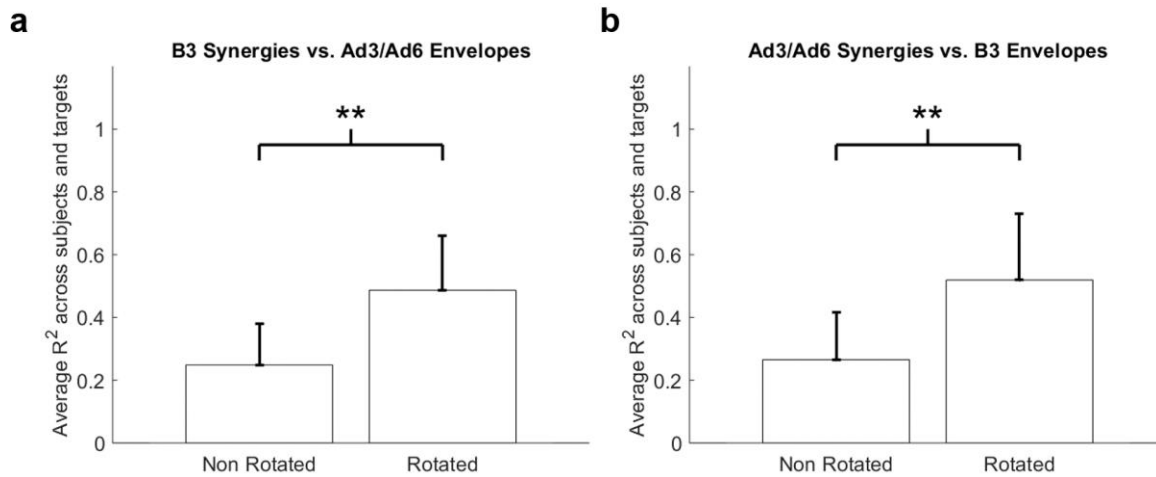 a
B3 Synergies vs. Ad3/Ad6 Envelopes
Average R² across subjects and targets
1
0.8
0.6
0.4
0.2
0
**
Non Rotated
Rotated
b
Ad3/Ad6 Synergies vs. B3 Envelopes
Average R² across subjects and targets
1
0.8
0.6
0.4
0.2
0
**
Non Rotated
Rotated